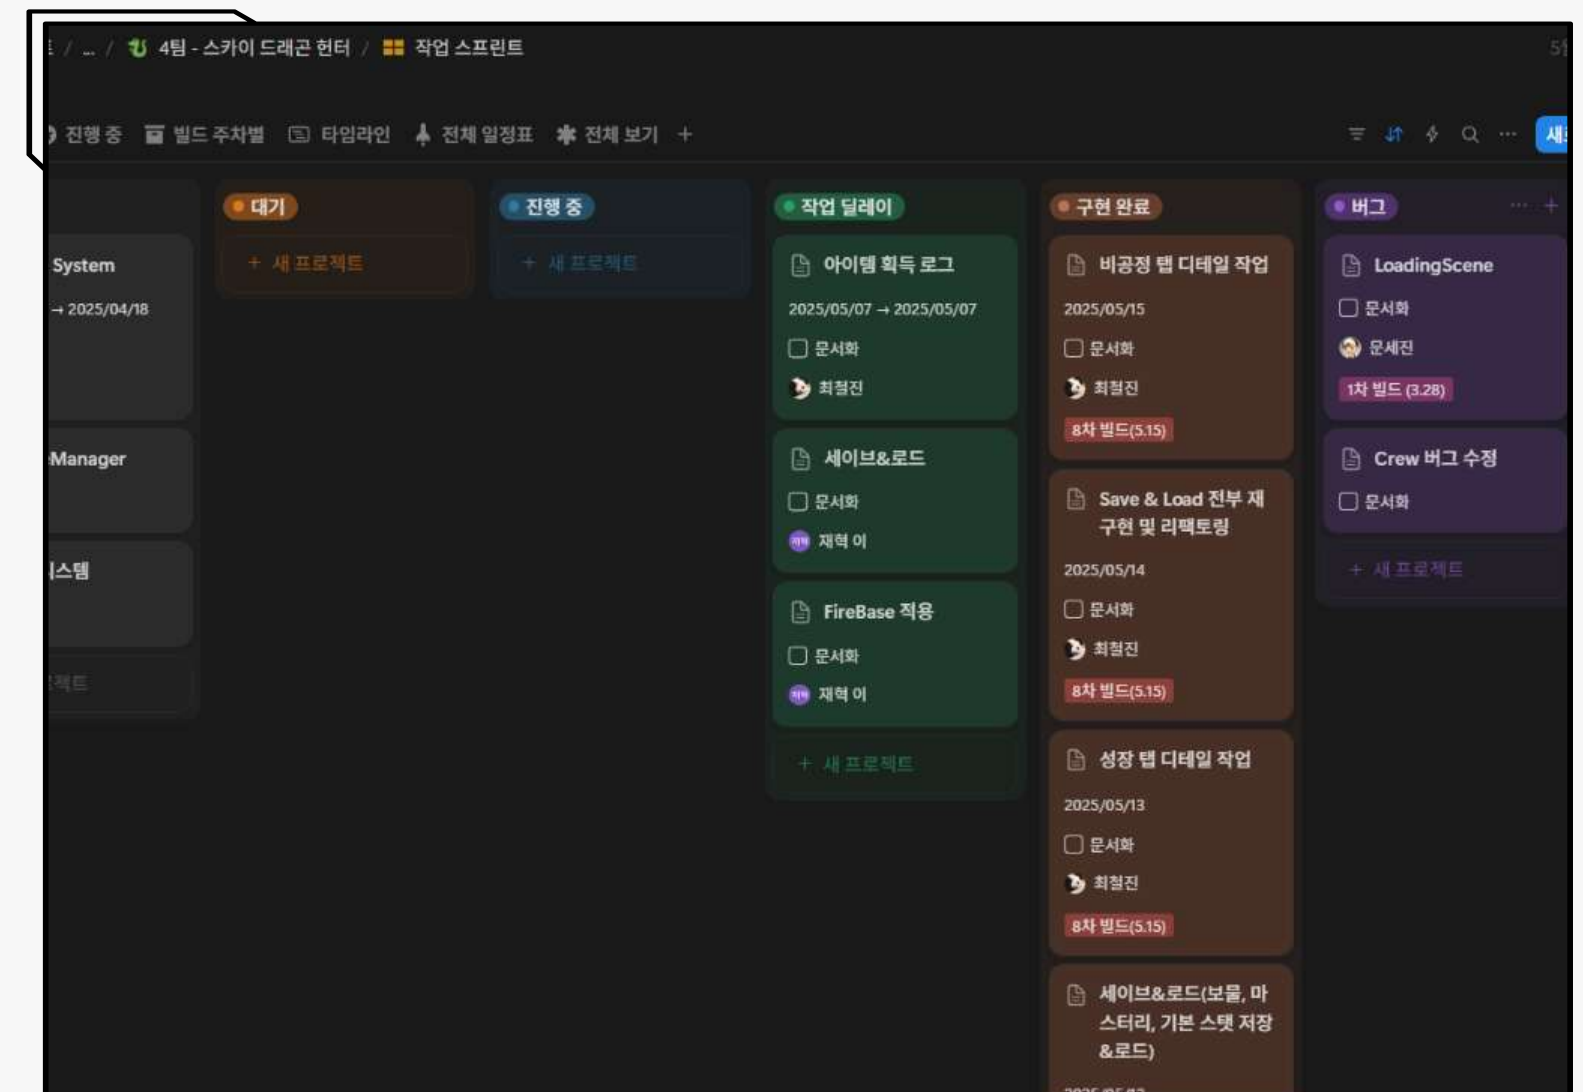 / ... / 4팀 - 스카이 드래곤 헌터 / 작업 스프린트
진행 중 빌드 주차별 타임라인 전체 일정표 전체 보기 +
System
→ 2025/04/18
Manager
스템
대기
+ 새 프로젝트
진행 중
+ 새 프로젝트
작업 딜레이
아이템 획득 로그
2025/05/07 → 2025/05/07
문서화
최철진
세이브&로드
문서화
재혁 이
FireBase 적용
문서화
재혁 이
+ 새 프로젝트
구현 완료
비공정 탭 디테일 작업
2025/05/15
문서화
최철진
8차 빌드(5.15)
Save & Load 전부 재
구현 및 리팩토링
2025/05/14
문서화
최철진
8차 빌드(5.15)
성장 탭 디테일 작업
2025/05/13
문서화
최철진
8차 빌드(5.15)
세이브&로드(보물, 마
스터리, 기본 스탯 저장
&로드)
버그 ... +
LoadingScene
문서화
문세진
1차 빌드 (3.28)
Crew 버그 수정
문서화
+ 새 프로젝트